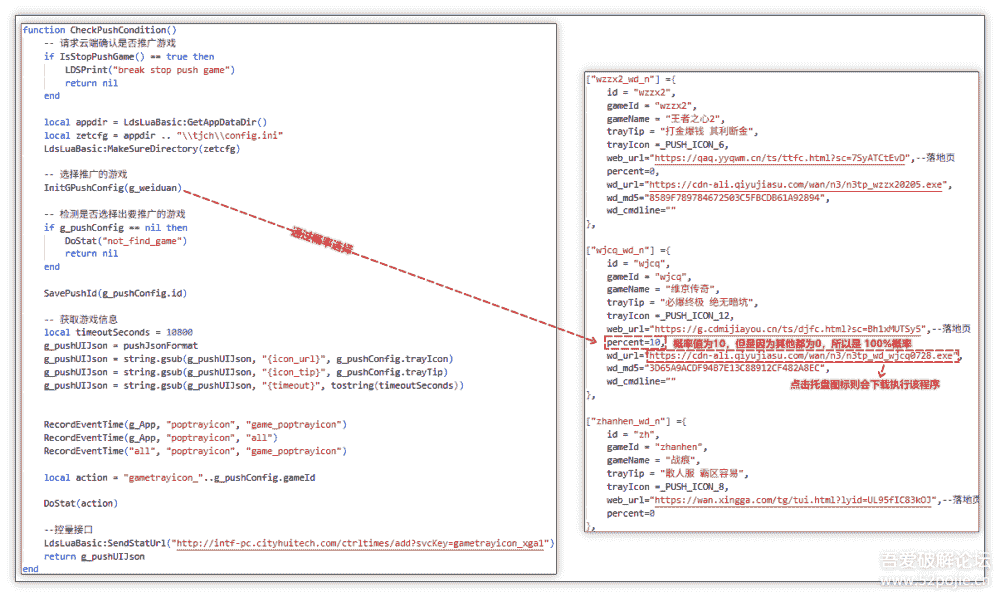 function CheckPushCondition()
-- 请求云端确认是否推广游戏
if IsStopPushGame() == true then
LDSPrint("break stop push game")
return nil
end
local appdir = LdsLuaBasic:GetAppDataDir()
local zetcfg = appdir .. "\\tjch\\config.ini"
LdsLuaBasic:MakeSureDirectory(zetcfg)
-- 选择推广的游戏
InitGPushConfig(g_weiduan)
-- 检测是否选择出要推广的游戏
if g_pushConfig == nil then
DoStat("not_find_game")
return nil
end
SavePushId(g_pushConfig.id)
-- 获取游戏信息
local timeoutSeconds = 10800
g_pushUIJson = pushJsonFormat
g_pushUIJson = string.gsub(g_pushUIJson, "{icon_url}", g_pushConfig.trayIcon)
g_pushUIJson = string.gsub(g_pushUIJson, "{icon_tip}", g_pushConfig.trayTip)
g_pushUIJson = string.gsub(g_pushUIJson, "{timeout}", tostring(timeoutSeconds))
RecordEventTime(g_App, "poptrayicon", "game_poptrayicon")
RecordEventTime(g_App, "poptrayicon", "all")
RecordEventTime("all", "poptrayicon", "game_poptrayicon")
local action = "gametrayicon_"..g_pushConfig.gameId
DoStat(action)
--控量接口
LdsLuaBasic:SendStatUrl("http://intf-pc.cityhuitech.com/ctrltimes/add?svcKey=gametrayicon_xgal")
return g_pushUIJson
end
通过概率选择
["wzzx2_wd_n"] ={
id = "wzzx2",
gameId = "wzzx2",
gameName = "王者之心2",
trayTip = "打金爆钱 其利断金",
trayIcon =_PUSH_ICON_6,
web_url="https://qaq.yyqwm.cn/ts/ttfc.html?sc=7SyATCtEvD",--落地页
percent=0,
wd_url="https://cdn-ali.qiyujiasu.com/wan/n3/n3tp_wzzx20205.exe",
wd_md5="8589F789784672503C5FBCDB61A92894",
wd_cmdline=""
},
["wjcq_wd_n"] ={
id = "wjcq",
gameId = "wjcq",
gameName = "维京传奇",
trayTip = "必爆终极 绝无暗坑",
trayIcon =_PUSH_ICON_12,
web_url="https://g.cdmijiayou.cn/ts/djfc.html?sc=Bh1xMUTSy5",--落地页
percent=10, 概率值为10，但是因为其他都为0，所以是 100%概率
wd_url="https://cdn-ali.qiyujiasu.com/wan/n3/n3tp_wd_wjcq0728.exe",
wd_md5="3D65A9ACDF94B7E13C88912CF482A8EC",
wd_cmdline=""
},
点击托盘图标则会下载执行该程序
["zhanhen_wd_n"] ={
id = "zh",
gameId = "zhanhen",
gameName = "战痕",
trayTip = "散人服 霸区容易",
trayIcon =_PUSH_ICON_8,
web_url="https://wan.xingga.com/tg/tui.html?lyid=UL95fIC83kOJ",--落地页
percent=0
},
吾爱破解论坛
www.52pojie.cn